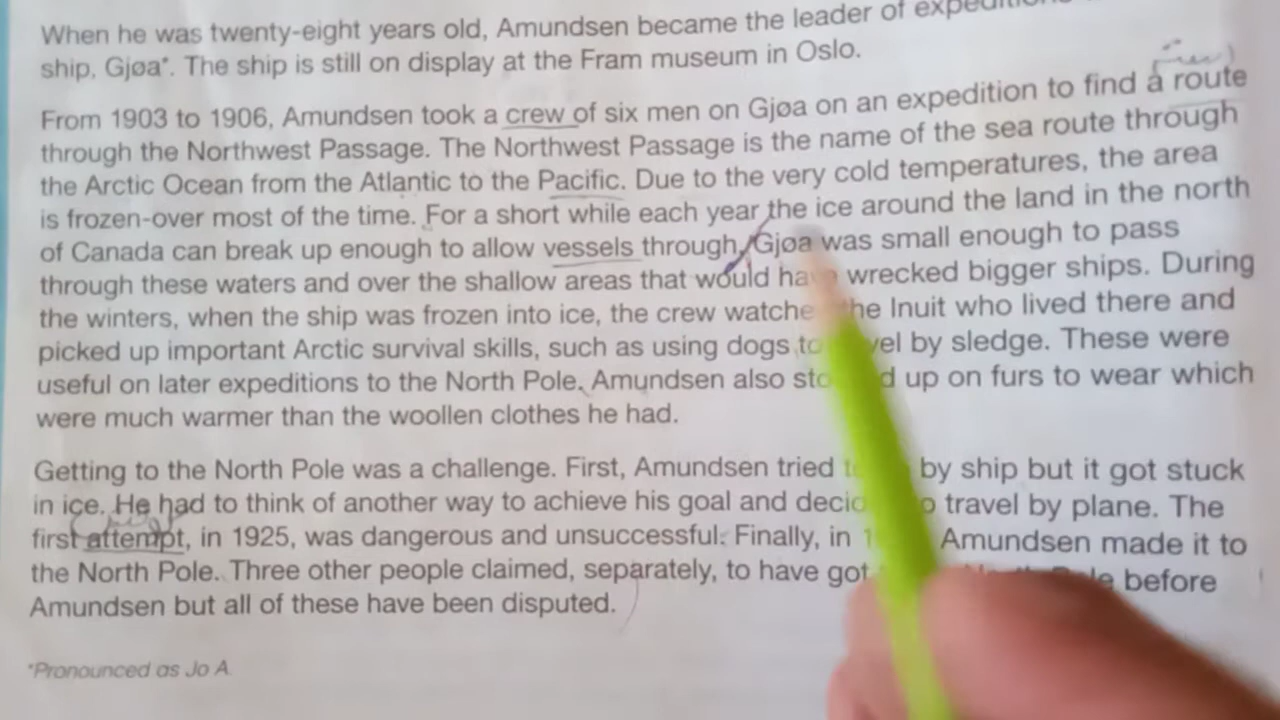 When he was twenty-eight years old, Amundsen became the leader of
ship, Gjøa*. The ship is still on display at the Fram museum in Oslo.
From 1903 to 1906, Amundsen took a crew of six men on Gjøa on an expedition to find a route
through the Northwest Passage. The Northwest Passage is the name of the sea route through
the Arctic Ocean from the Atlantic to the Pacific. Due to the very cold temperatures, the area
is frozen-over most of the time. For a short while each year the ice around the land in the north
of Canada can break up enough to allow vessels through. Gjøa was small enough to pass
through these waters and over the shallow areas that would have wrecked bigger ships. During
the winters, when the ship was frozen into ice, the crew watche the Inuit who lived there and
picked up important Arctic survival skills, such as using dogs to vel by sledge. These were
useful on later expeditions to the North Pole. Amundsen also sto d up on furs to wear which
were much warmer than the woollen clothes he had.
Getting to the North Pole was a challenge. First, Amundsen tried by ship but it got stuck
in ice. He had to think of another way to achieve his goal and decid o travel by plane. The
first attempt, in 1925, was dangerous and unsuccessful. Finally, in Amundsen made it to
the North Pole. Three other people claimed, separately, to have got North Pole before
Amundsen but all of these have been disputed.
*Pronounced as Jo A.